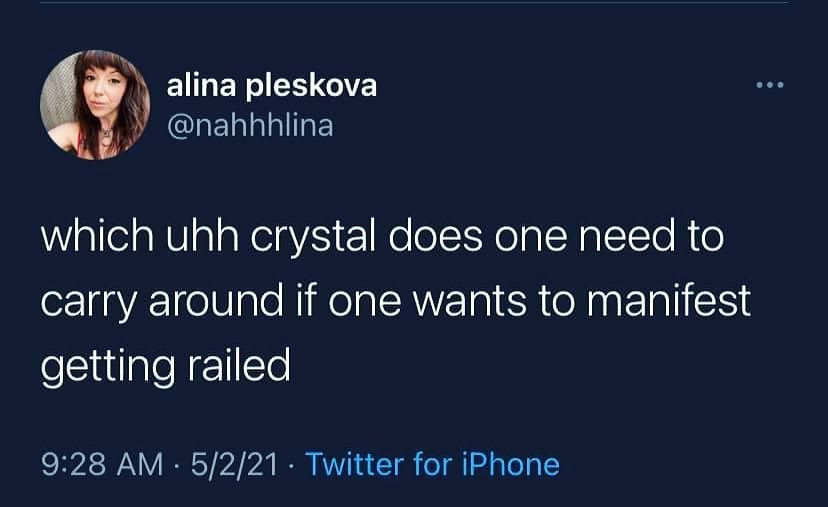 alina pleskova
@nahhhlina
which uhh crystal does one need to
carry around if one wants to manifest
getting railed
9:28 AM · 5/2/21 · Twitter for iPhone